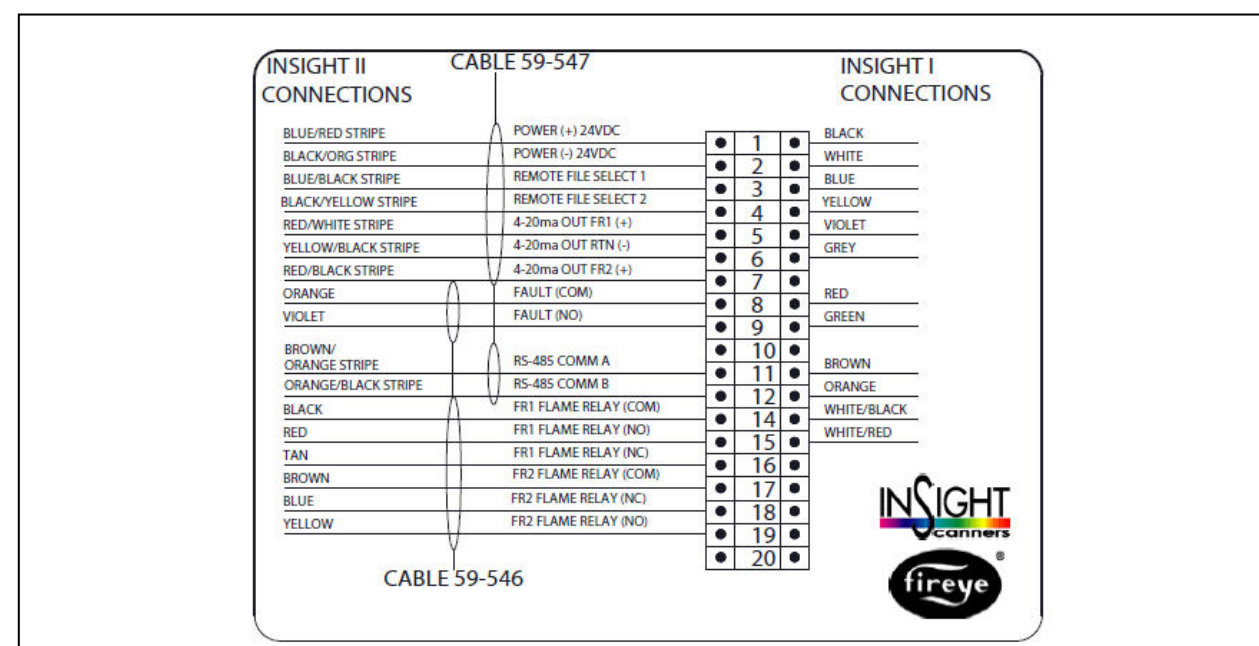 INSIGHT II
CONNECTIONS
CABLE 59-547
INSIGHT I
CONNECTIONS
BLUE/RED STRIPE POWER (+) 24VDC 1 BLACK
BLACK/ORG STRIPE POWER (-) 24VDC 2 WHITE
BLUE/BLACK STRIPE REMOTE FILE SELECT 1 3 BLUE
BLACK/YELLOW STRIPE REMOTE FILE SELECT 2 4 YELLOW
RED/WHITE STRIPE 4-20ma OUT FR1 (+) 5 VIOLET
YELLOW/BLACK STRIPE 4-20ma OUT RTN (-) 6 GREY
RED/BLACK STRIPE 4-20ma OUT FR2 (+) 7
ORANGE FAULT (COM) 8 RED
VIOLET FAULT (NO) 9 GREEN
10
BROWN/
ORANGE STRIPE RS-485 COMM A 11 BROWN
ORANGE/BLACK STRIPE RS-485 COMM B 12 ORANGE
BLACK FR1 FLAME RELAY (COM) 14 WHITE/BLACK
RED FR1 FLAME RELAY (NO) 15 WHITE/RED
TAN FR1 FLAME RELAY (NC) 16
BROWN FR2 FLAME RELAY (COM) 17
BLUE FR2 FLAME RELAY (NC) 18
YELLOW FR2 FLAME RELAY (NO) 19
20
CABLE 59-546
INSIGHT
Scanners
fireye®